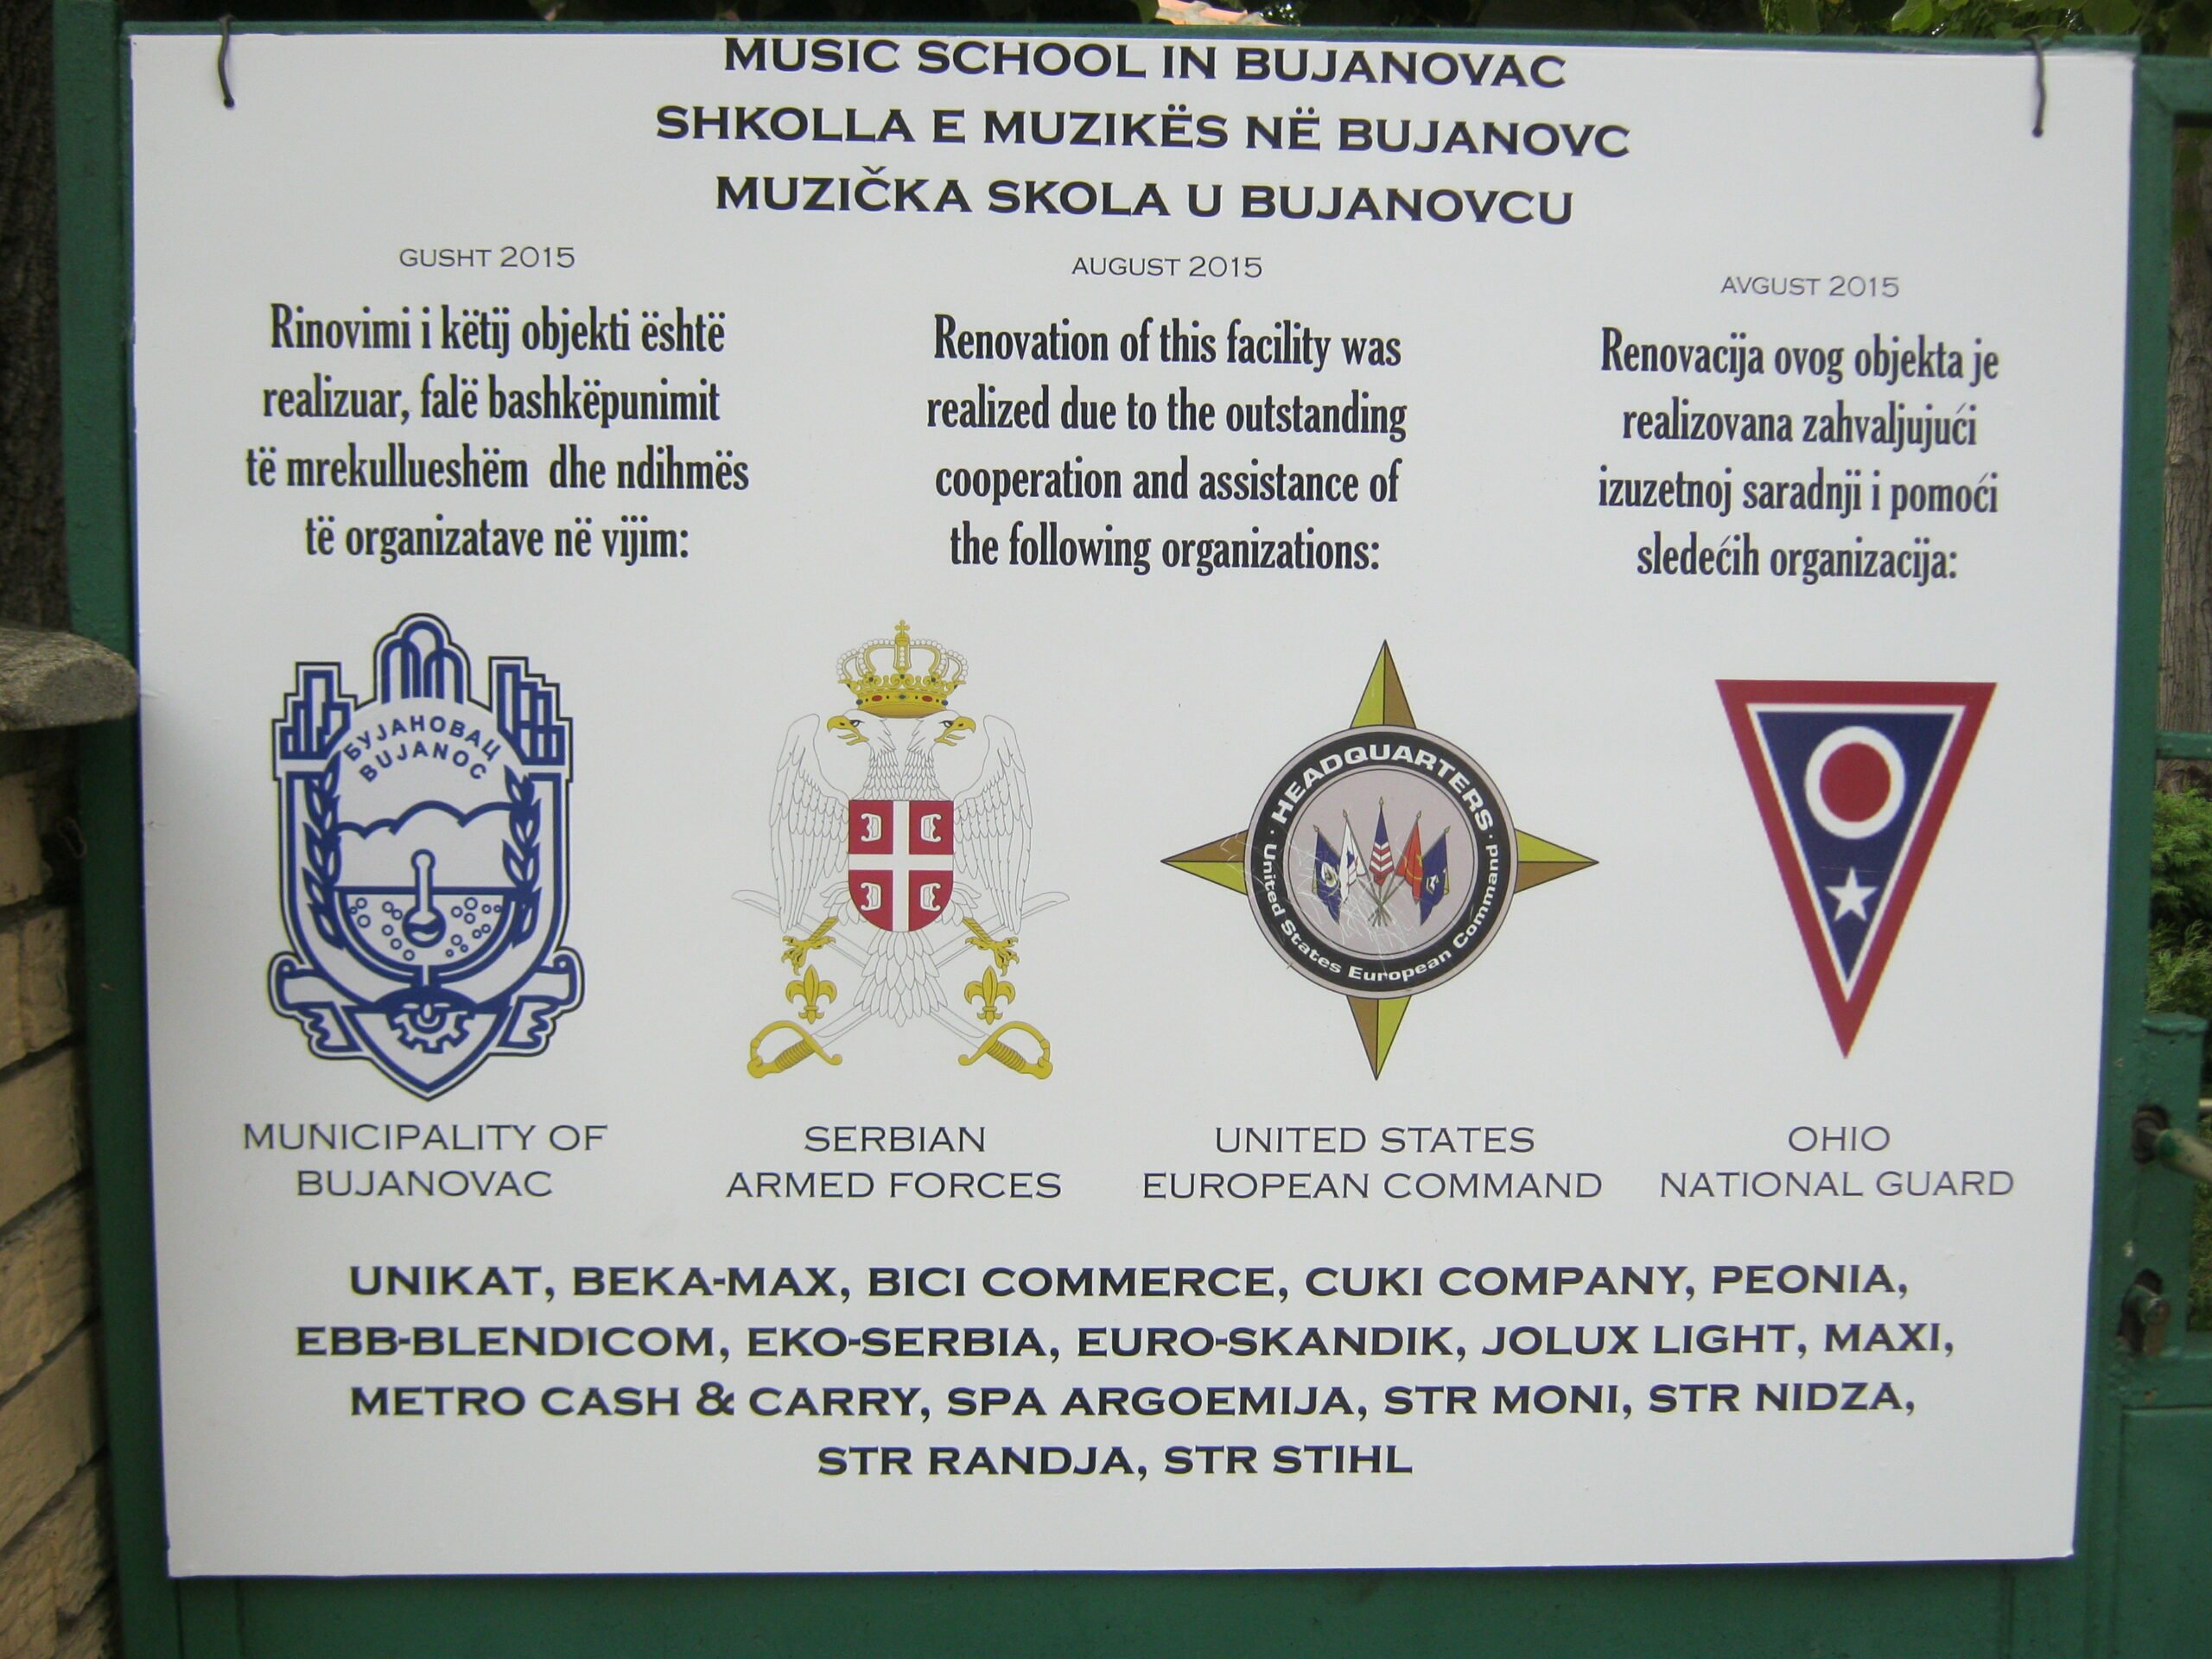 MUSIC SCHOOL IN BUJANOVAC
SHKOLLA E MUZIKËS NË BUJANOVC
MUZIČKA SKOLA U BUJANOVCU
GUSHT 2015
Rinovimi i këtij objekti është
realizuar, falë bashkëpunimit
të mrekullueshëm dhe ndihmës
të organizatave në vijim:
AUGUST 2015
Renovation of this facility was
realized due to the outstanding
cooperation and assistance of
the following organizations:
AVGUST 2015
Renovacija ovog objekta je
realizovana zahvaljujući
izuzetnoj saradnji i pomoći
sledećih organizacija:
БУЈАНОВАЦ
BUJANOC
MUNICIPALITY OF
BUJANOVAC
SERBIAN
ARMED FORCES
HEADQUARTERS
United States European Command
UNITED STATES
EUROPEAN COMMAND
OHIO
NATIONAL GUARD
UNIKAT, BEKA-MAX, BICI COMMERCE, CUKI COMPANY, PEONIA,
EBB-BLENDICOM, EKO-SERBIA, EURO-SKANDIK, JOLUX LIGHT, MAXI,
METRO CASH & CARRY, SPA ARGOEMIJA, STR MONI, STR NIDZA,
STR RANDJA, STR STIHL